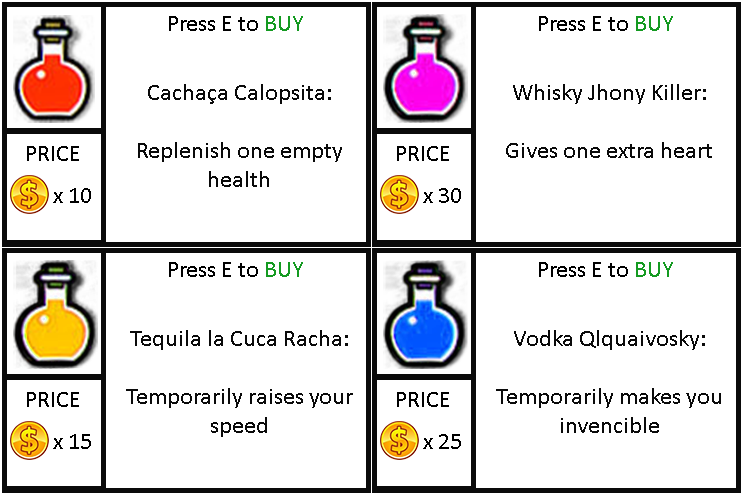 Press E to BUY
Cachaça Calopsita:
Replenish one empty
health
PRICE
$ x 10
Press E to BUY
Whisky Jhony Killer:
Gives one extra heart
PRICE
$ x 30
Press E to BUY
Tequila la Cuca Racha:
Temporarily raises your
speed
PRICE
$ x 15
Press E to BUY
Vodka Qlquaivosky:
Temporarily makes you
invencible
PRICE
$ x 25